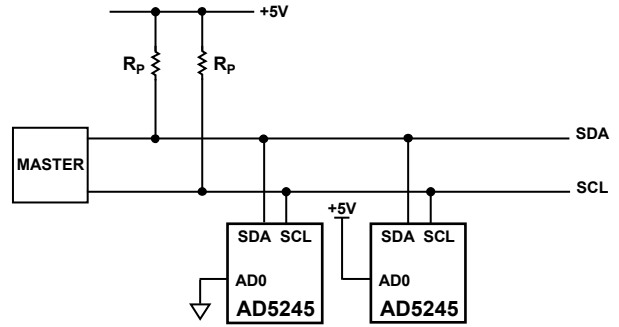 +5V
RP RP
SDA
MASTER
SCL
+5V
SDA SCL
SDA SCL
AD0
AD0
AD5245
AD5245